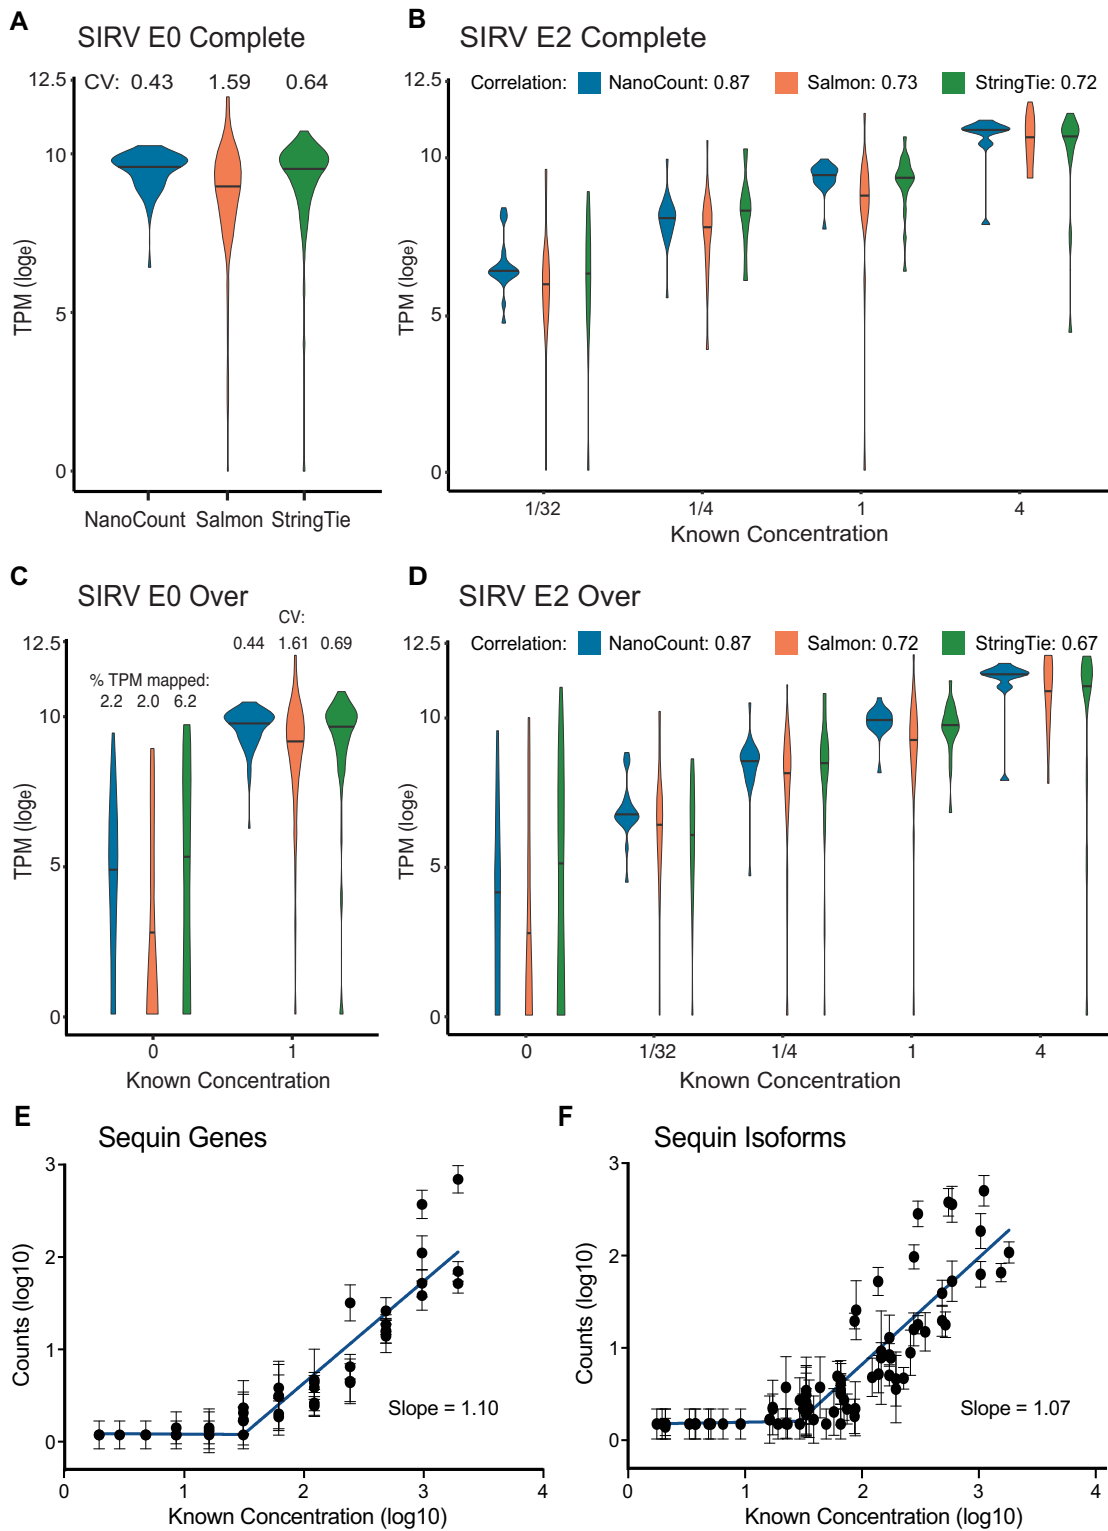 A
SIRV E0 Complete
CV: 0.43 1.59 0.64
12.5
10
5
0
TPM (loge)
NanoCount Salmon StringTie
B
SIRV E2 Complete
Correlation: NanoCount: 0.87 Salmon: 0.73 StringTie: 0.72
12.5
10
5
0
TPM (loge)
1/32 1/4 1 4
Known Concentration
C
SIRV E0 Over
CV:
0.44 1.61 0.69
% TPM mapped:
2.2 2.0 6.2
12.5
10
5
0
TPM (loge)
0 1
Known Concentration
D
SIRV E2 Over
Correlation: NanoCount: 0.87 Salmon: 0.72 StringTie: 0.67
12.5
10
5
0
TPM (loge)
0 1/32 1/4 1 4
Known Concentration
E
Sequin Genes
3
2
1
0
Counts (log10)
Slope = 1.10
0 1 2 3 4
Known Concentration (log10)
F
Sequin Isoforms
3
2
1
0
Counts (log10)
Slope = 1.07
0 1 2 3 4
Known Concentration (log10)